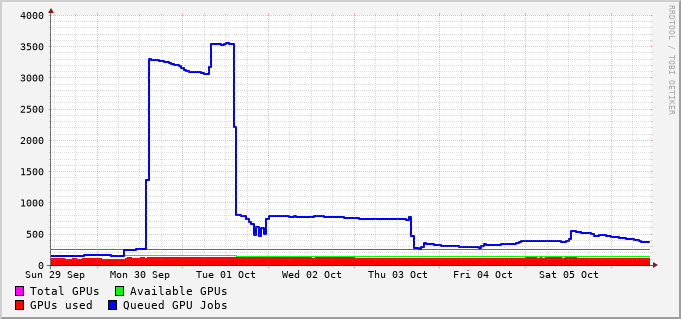 RRDTOOL / TOBI OETIKER
4000
3500
3000
2500
2000
1500
1000
500
0
Sun 29 Sep Mon 30 Sep Tue 01 Oct Wed 02 Oct Thu 03 Oct Fri 04 Oct Sat 05 Oct
Total GPUs Available GPUs
GPUs used Queued GPU Jobs